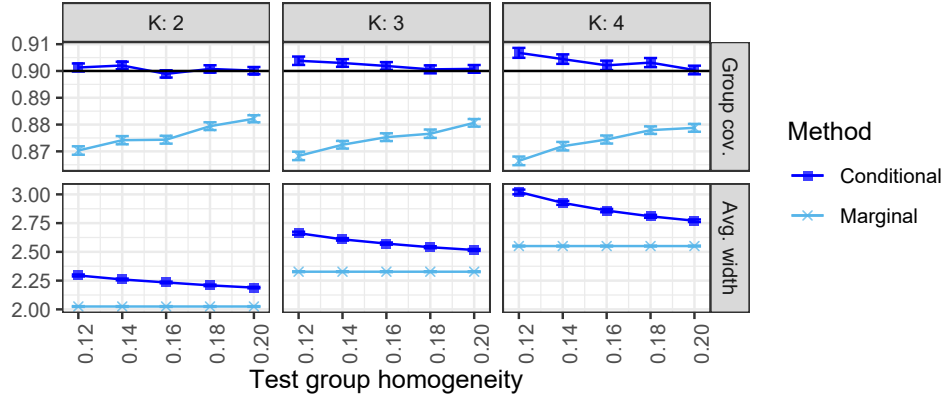 K: 2
K: 3
K: 4
0.91
0.90
0.89
0.88
0.87
Group cov.
3.00
2.75
2.50
2.25
2.00
Avg. width
0.12 0.14 0.16 0.18 0.20
0.12 0.14 0.16 0.18 0.20
0.12 0.14 0.16 0.18 0.20
Test group homogeneity
Method
Conditional
Marginal